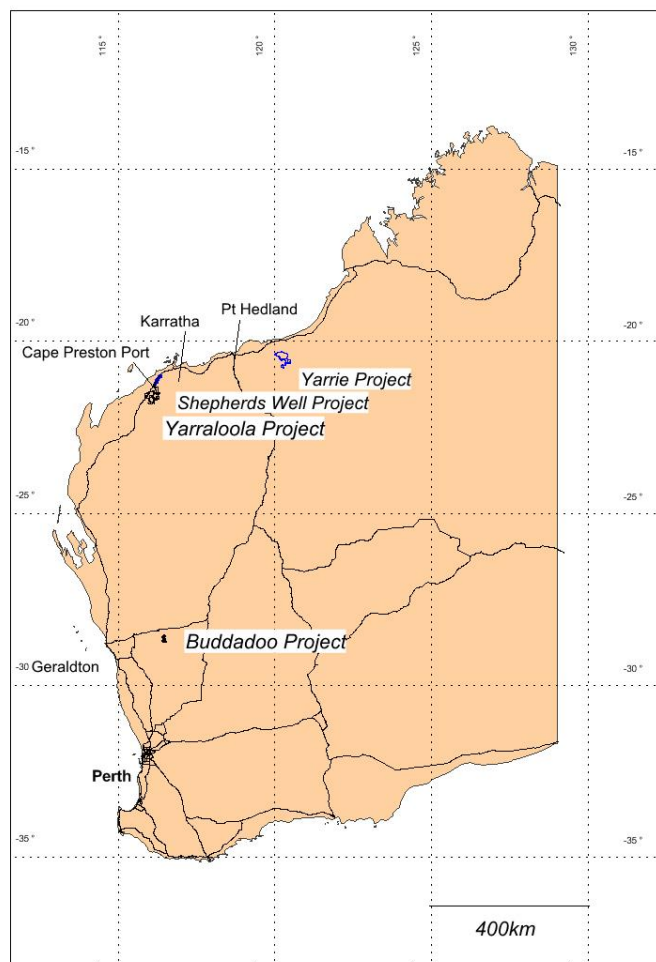 115°
120°
125°
130°
-15°
-15°
-20°
-20°
Pt Hedland
Karratha
Cape Preston Port
Yarrie Project
Shepherds Well Project
Yarraloola Project
-25°
-25°
Buddadoo Project
Geraldton
-30°
-30°
Perth
-35°
-35°
400km